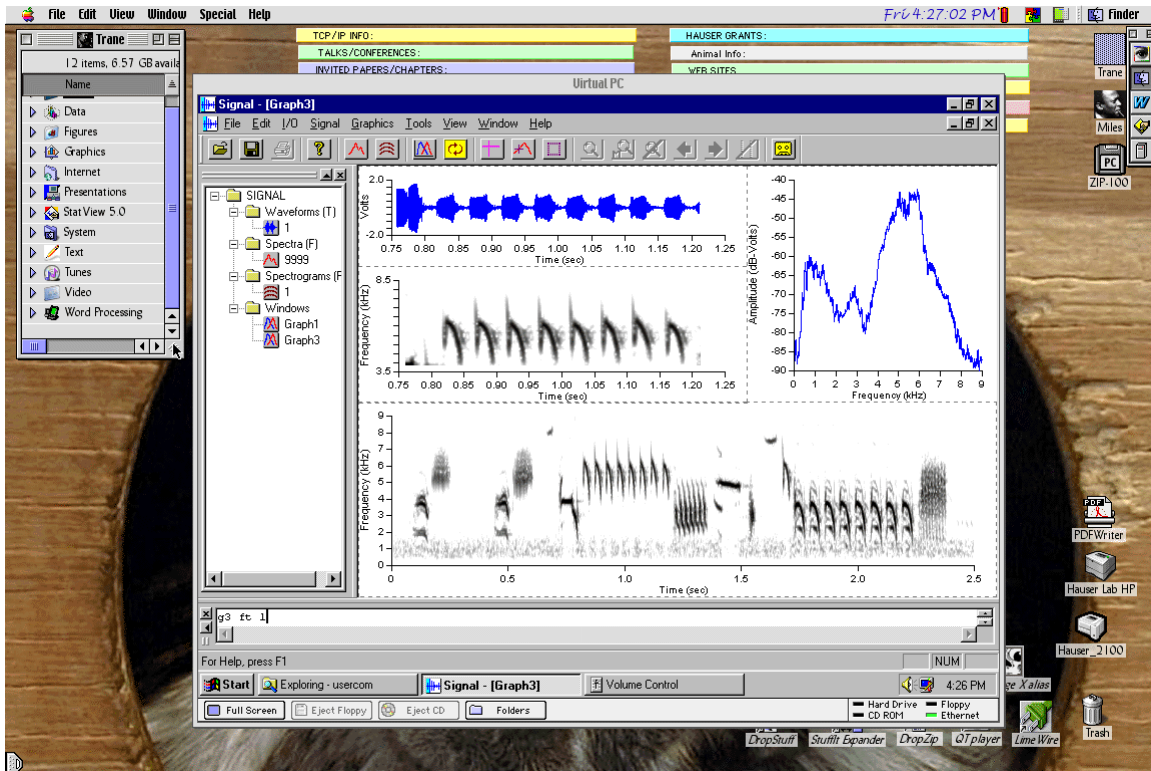 File Edit View Window Special Help
Fri 4:27:02 PM
Finder
Trane
12 items, 6.57 GB availa
Name
Data
Figures
Graphics
Internet
Presentations
StatView 5.0
System
Text
Tunes
Video
Word Processing
TCP/IP INFO:
TALKS/CONFERENCES:
INVITED PAPERS/CHAPTERS:
HAUSER GRANTS:
Animal Info:
WEB SITES
Trane
Miles
PC
ZIP-100
Virtual PC
Signal - [Graph3]
File Edit I/O Signal Graphics Tools View Window Help
SIGNAL
Waveforms (T)
1
Spectra (F)
9999
Spectrograms (F
1
Windows
Graph1
Graph3
2.0
Volts
-2.0
0.75 0.80 0.85 0.90 0.95 1.00 1.05 1.10 1.15 1.20 1.25
Time (sec)
8.5
Frequency (kHz)
3.5
0.75 0.80 0.85 0.90 0.95 1.00 1.05 1.10 1.15 1.20 1.25
Time (sec)
-40
-45
-50
-55
-60
-65
-70
-75
-80
-85
-90
Amplitude (dB-Volts)
0 1 2 3 4 5 6 7 8 9
Frequency (kHz)
9
8
7
6
5
4
3
2
1
0
Frequency (kHz)
0 0.5 1.0 1.5 2.0 2.5
Time (sec)
g3 ft l
For Help, press F1
NUM
Start
Exploring - usercom
Signal - [Graph3]
Volume Control
4:26 PM
Full Screen
Eject Floppy
Eject CD
Folders
Hard Drive
Floppy
CD ROM
Ethernet
PDF
PDFWriter
Hauser Lab HP
Hauser_2100
ge X alias
DropStuff
StuffIt Expander
DropZip
QT player
LimeWire
Trash